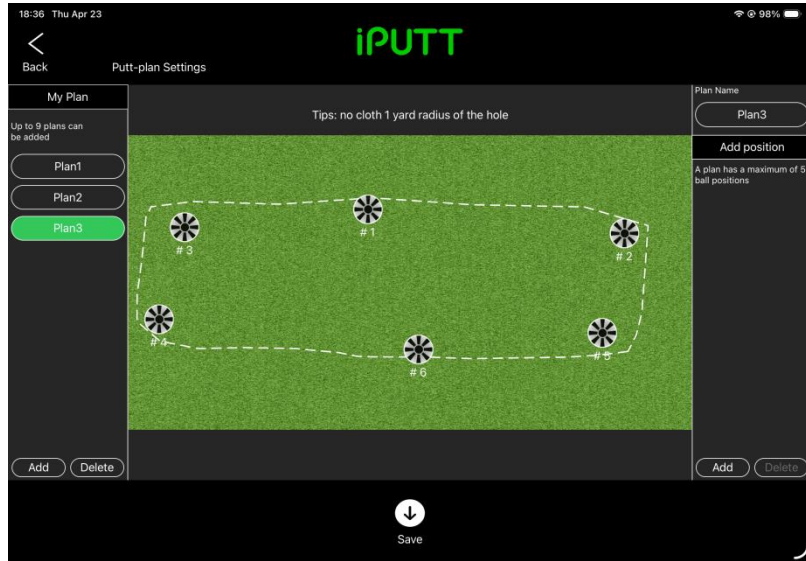 18:36 Thu Apr 23
98%
iPUTT
Back
Putt-plan Settings
My Plan
Up to 9 plans can
be added
Plan1
Plan2
Plan3
Add
Delete
Tips: no cloth 1 yard radius of the hole
# 3
# 1
# 2
# 4
# 6
# 5
Plan Name
Plan3
Add position
A plan has a maximum of 5
ball positions
Add
Delete
Save